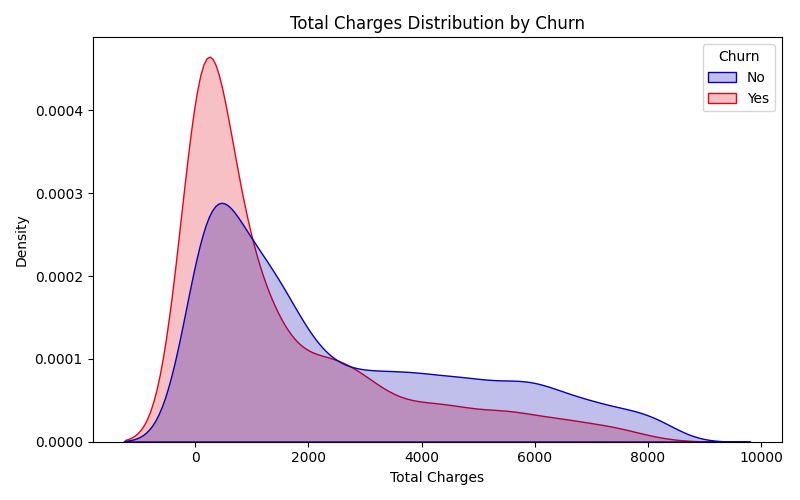 Total Charges Distribution by Churn
Churn
No
Yes
0.0004
0.0003
0.0002
0.0001
0.0000
Density
0
2000
4000
6000
8000
10000
Total Charges